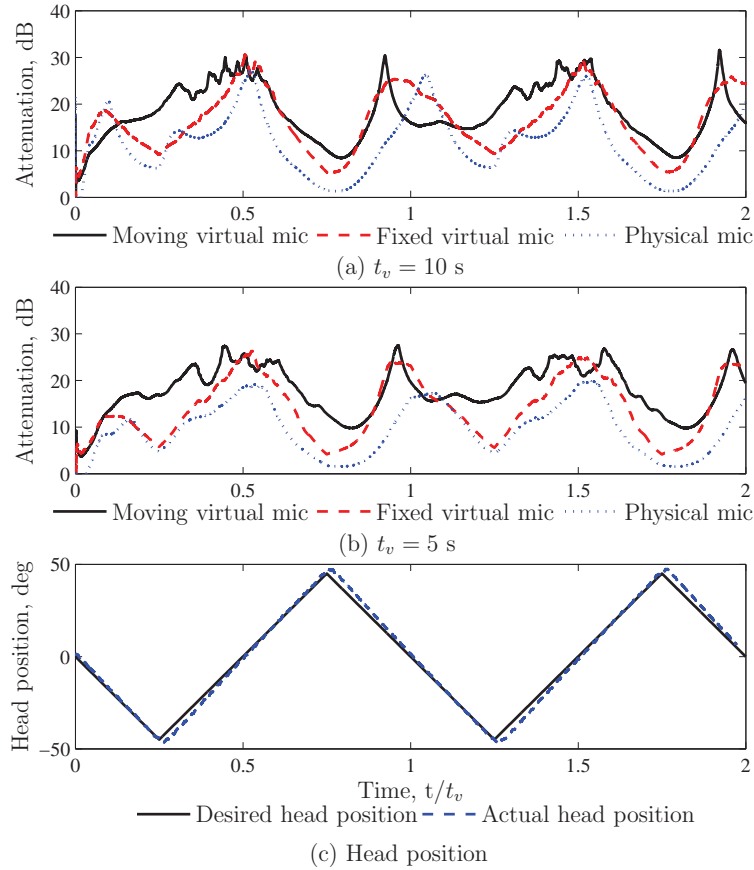 40
30
20
10
0
Attenuation, dB
0 0.5 1 1.5 2
Moving virtual mic Fixed virtual mic Physical mic
(a) t_v = 10 s
40
30
20
10
0
Attenuation, dB
0 0.5 1 1.5 2
Moving virtual mic Fixed virtual mic Physical mic
(b) t_v = 5 s
50
0
−50
Head position, deg
0 0.5 1 1.5 2
Time, t/t_v
Desired head position Actual head position
(c) Head position